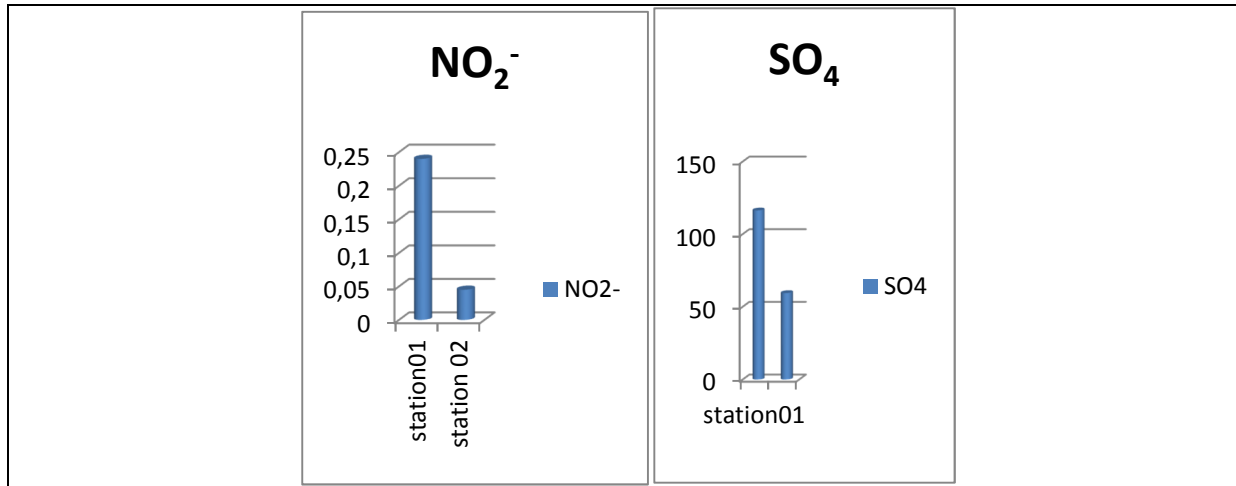 NO₂⁻
0,25
0,2
0,15
0,1
0,05
0
station01
station 02
NO2-
SO₄
150
100
50
0
station01
SO4